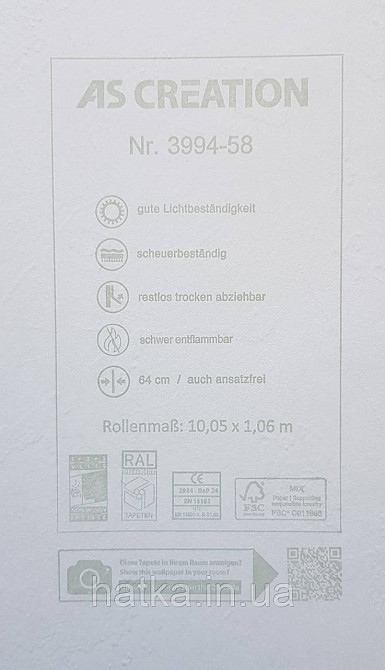 AS CREATION
Nr. 3994-58
gute Lichtbeständigkeit
scheuerbeständig
restlos trocken abziehbar
schwer entflammbar
64 cm / auch ansatzfrei
Rollenmaß: 10,05 x 1,06 m
RAL
TAPETEN
CE
EN 15102
FSC
MIX
Diese Tapete in Ihrem Raum anzeigen?
Show this wallpaper in your room?
hatka.in.ua